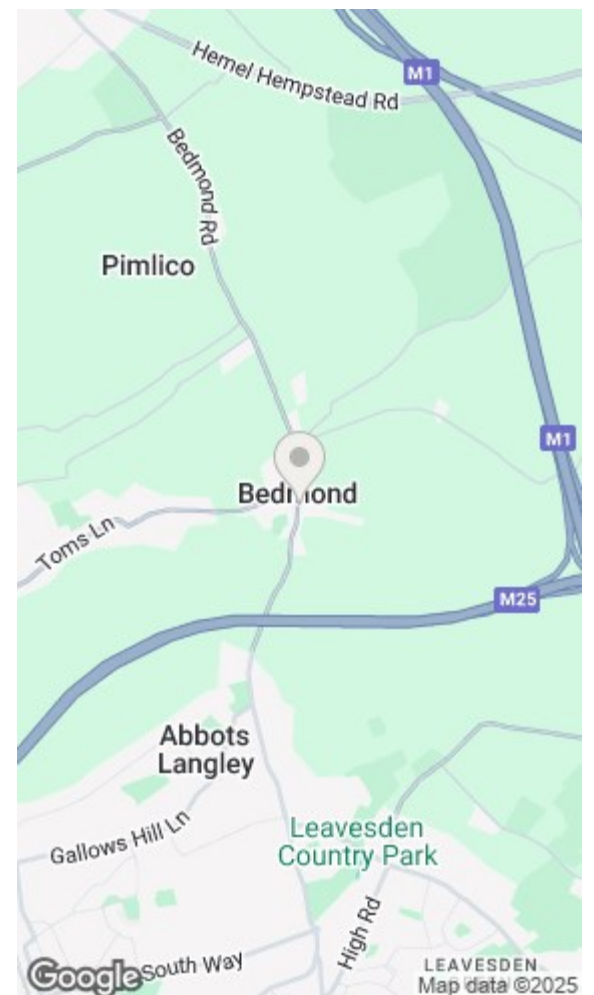 Hemel Hempstead Rd
M1
Bedmond Rd
Pimlico
M1
Bedmond
Toms Ln
M25
Abbots
Langley
Gallows Hill Ln
Leavesden
Country Park
High Rd
South Way
LEAVESDEN
Google
Map data ©2025